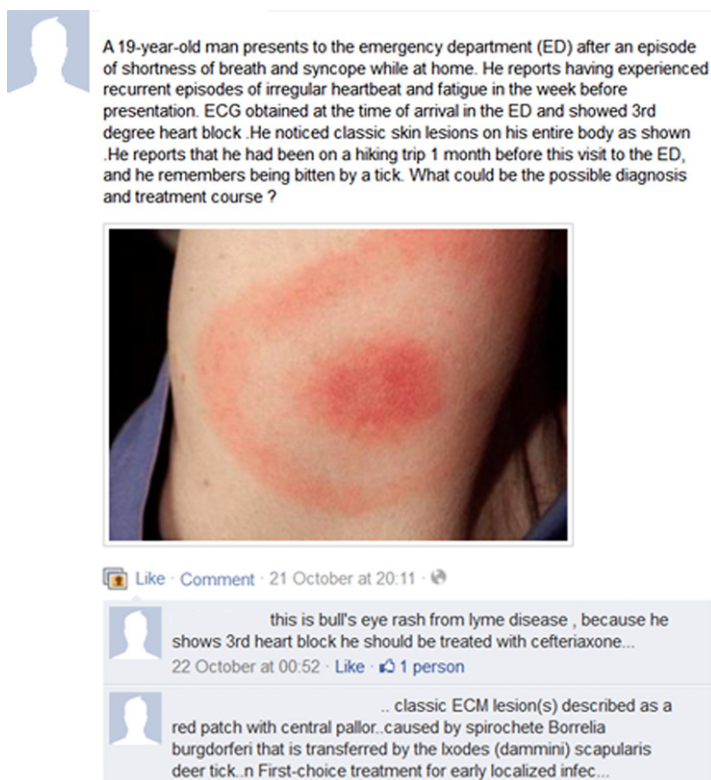 A 19-year-old man presents to the emergency department (ED) after an episode
of shortness of breath and syncope while at home. He reports having experienced
recurrent episodes of irregular heartbeat and fatigue in the week before
presentation. ECG obtained at the time of arrival in the ED and showed 3rd
degree heart block .He noticed classic skin lesions on his entire body as shown
.He reports that he had been on a hiking trip 1 month before this visit to the ED,
and he remembers being bitten by a tick. What could be the possible diagnosis
and treatment course ?
Like · Comment · 21 October at 20:11 ·
this is bull's eye rash from lyme disease , because he
shows 3rd heart block he should be treated with cefteriaxone...
22 October at 00:52 · Like · 1 person
.. classic ECM lesion(s) described as a
red patch with central pallor..caused by spirochete Borrelia
burgdorferi that is transferred by the Ixodes (dammini) scapularis
deer tick..n First-choice treatment for early localized infec...